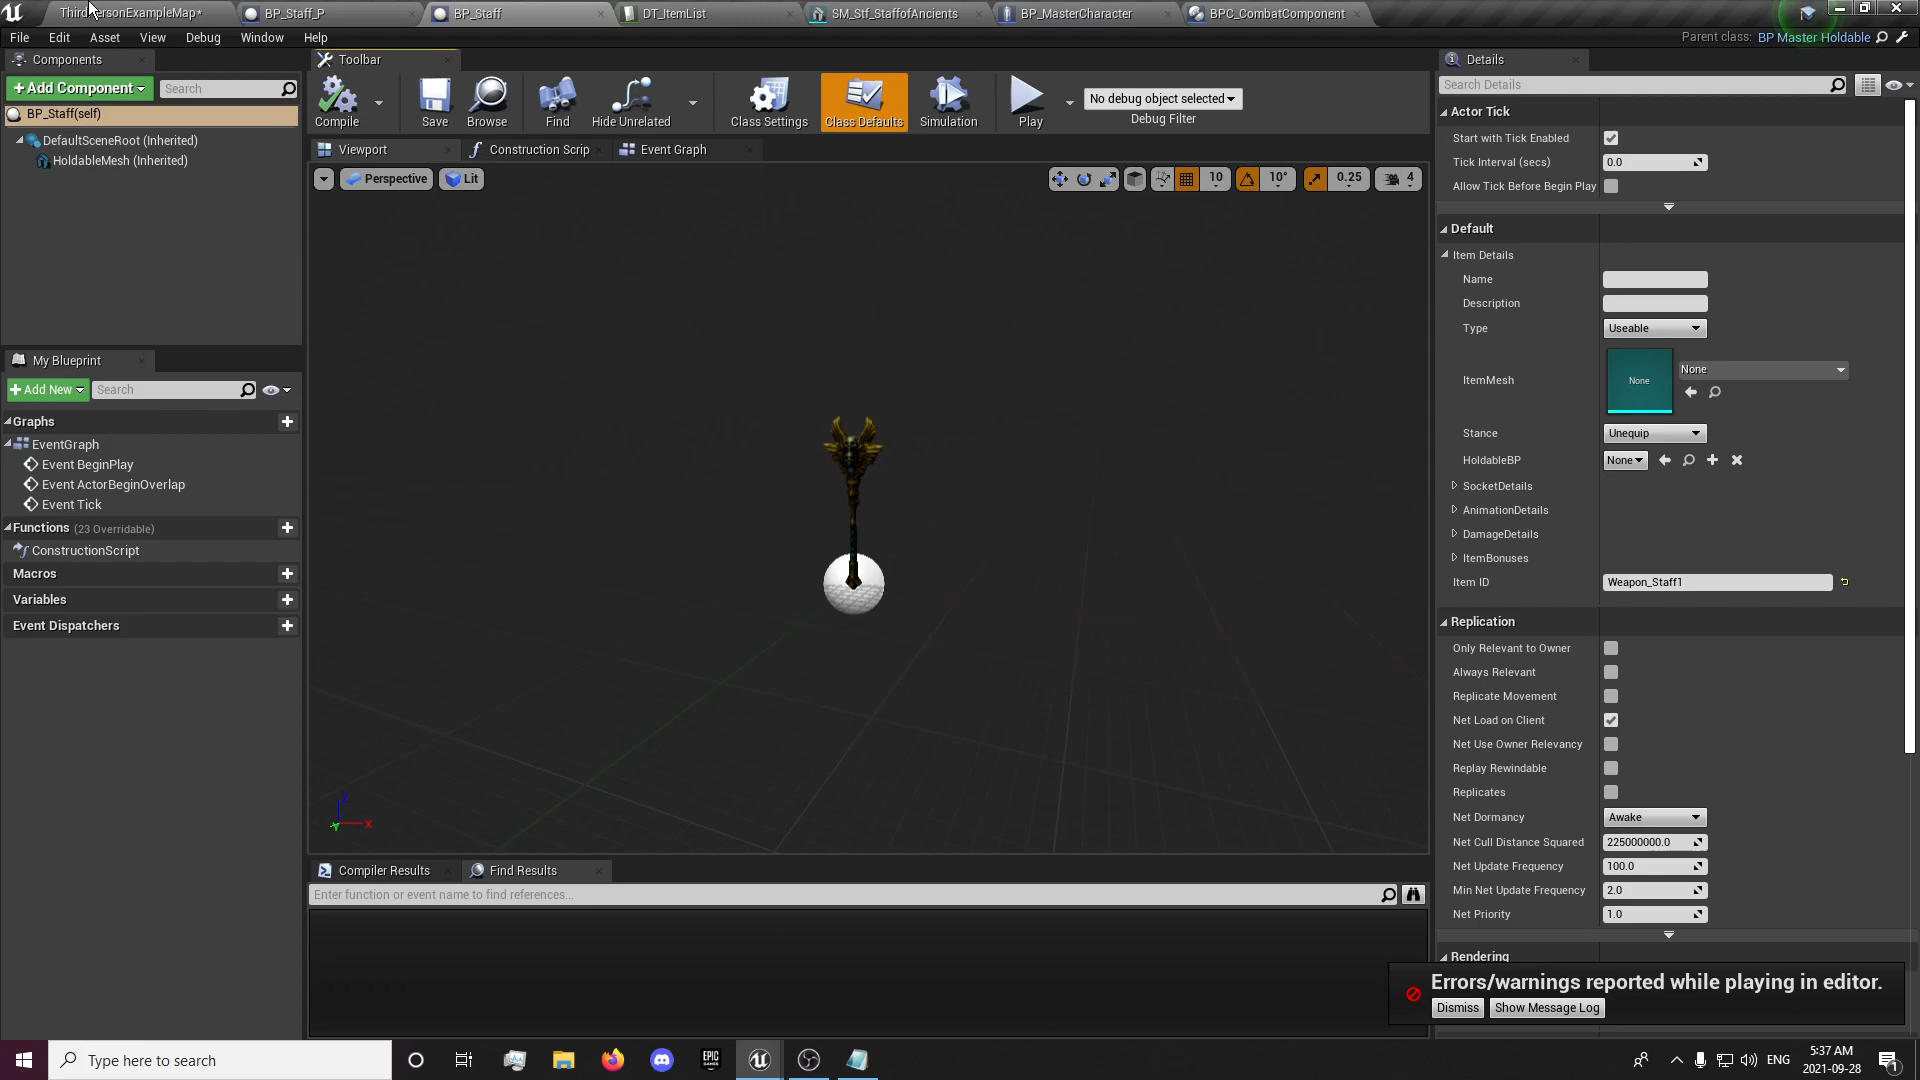 ThirdPersonExampleMap*
BP_Staff_P
BP_Staff
DT_ItemList
SM_Stf_StaffofAncients
BP_MasterCharacter
BPC_CombatComponent
File Edit Asset View Debug Window Help
Parent class: BP Master Holdable
Components
+Add Component
Search
BP_Staff(self)
DefaultSceneRoot (Inherited)
HoldableMesh (Inherited)
Toolbar
Compile
Save
Browse
Find
Hide Unrelated
Class Settings
Class Defaults
Simulation
Play
No debug object selected
Debug Filter
Viewport
Construction Scrip
Event Graph
Perspective
Lit
10
10°
0.25
4
X
My Blueprint
+Add New
Search
Graphs
EventGraph
Event BeginPlay
Event ActorBeginOverlap
Event Tick
Functions (23 Overridable)
ConstructionScript
Macros
Variables
Event Dispatchers
Compiler Results
Find Results
Enter function or event name to find references...
Details
Search Details
Actor Tick
Start with Tick Enabled
Tick Interval (secs) 0.0
Allow Tick Before Begin Play
Default
Item Details
Name
Description
Type Useable
ItemMesh None None
Stance Unequip
HoldableBP None
SocketDetails
AnimationDetails
DamageDetails
ItemBonuses
Item ID Weapon_Staff1
Replication
Only Relevant to Owner
Always Relevant
Replicate Movement
Net Load on Client
Net Use Owner Relevancy
Replay Rewindable
Replicates
Net Dormancy Awake
Net Cull Distance Squared 225000000.0
Net Update Frequency 100.0
Min Net Update Frequency 2.0
Net Priority 1.0
Rendering
Errors/warnings reported while playing in editor.
Dismiss
Show Message Log
Type here to search
EPIC GAMES
ENG
5:37 AM
2021-09-28
1